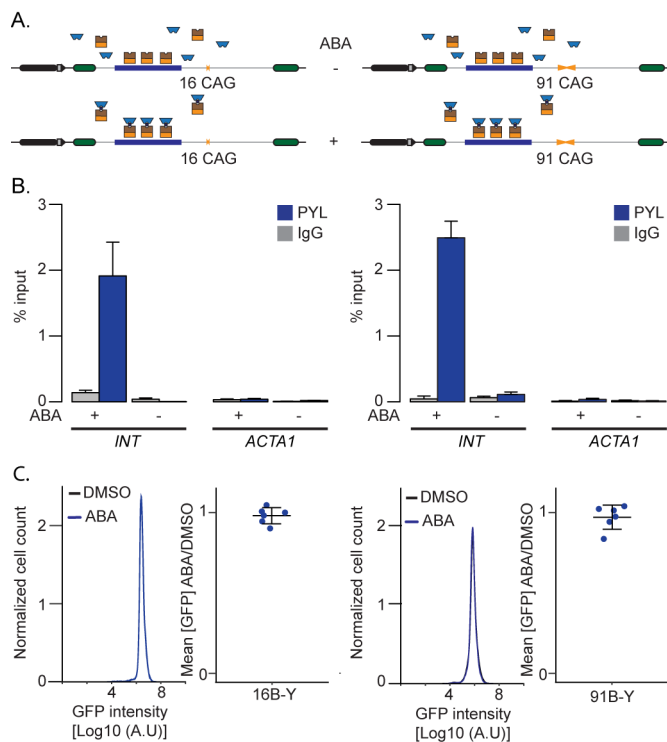 A.
ABA
16 CAG - 91 CAG
16 CAG + 91 CAG
B.
3
2
1
0
% input
PYL
IgG
ABA + - + -
INT ACTA1
3
2
1
0
% input
PYL
IgG
+ - + -
INT ACTA1
C.
Normalized cell count
2
1
0
DMSO
ABA
4 8
GFP intensity
[Log10 (A.U)]
Mean [GFP] ABA/DMSO
1
0
16B-Y
Normalized cell count
2
1
0
DMSO
ABA
4 8
GFP intensity
[Log10 (A.U)]
Mean [GFP] ABA/DMSO
1
0
91B-Y